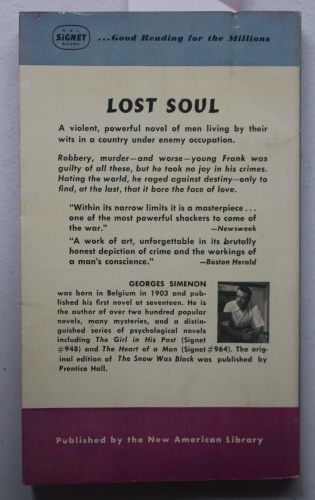 N.A.L.
SIGNET
BOOKS
...Good Reading for the Millions
LOST SOUL
A violent, powerful novel of men living by their
wits in a country under enemy occupation.
Robbery, murder—and worse—young Frank was
guilty of all these, but he took no joy in his crimes.
Hating the world, he raged against destiny—only to
find, at the last, that it bore the face of love.
"Within its narrow limits it is a masterpiece ...
one of the most powerful shockers to come of
the war." —Newsweek
"A work of art, unforgettable in its brutally
honest depiction of crime and the workings of
a man's conscience." —Boston Herald
GEORGES SIMENON
was born in Belgium in 1903 and pub-
lished his first novel at seventeen. He is
the author of over two hundred popular
novels, many mysteries, and a distin-
guished series of psychological novels
including The Girl in His Past (Signet
#948) and The Heart of a Man (Signet #964). The orig-
inal edition of The Snow Was Black was published by
Prentice Hall.
Published by the New American Library